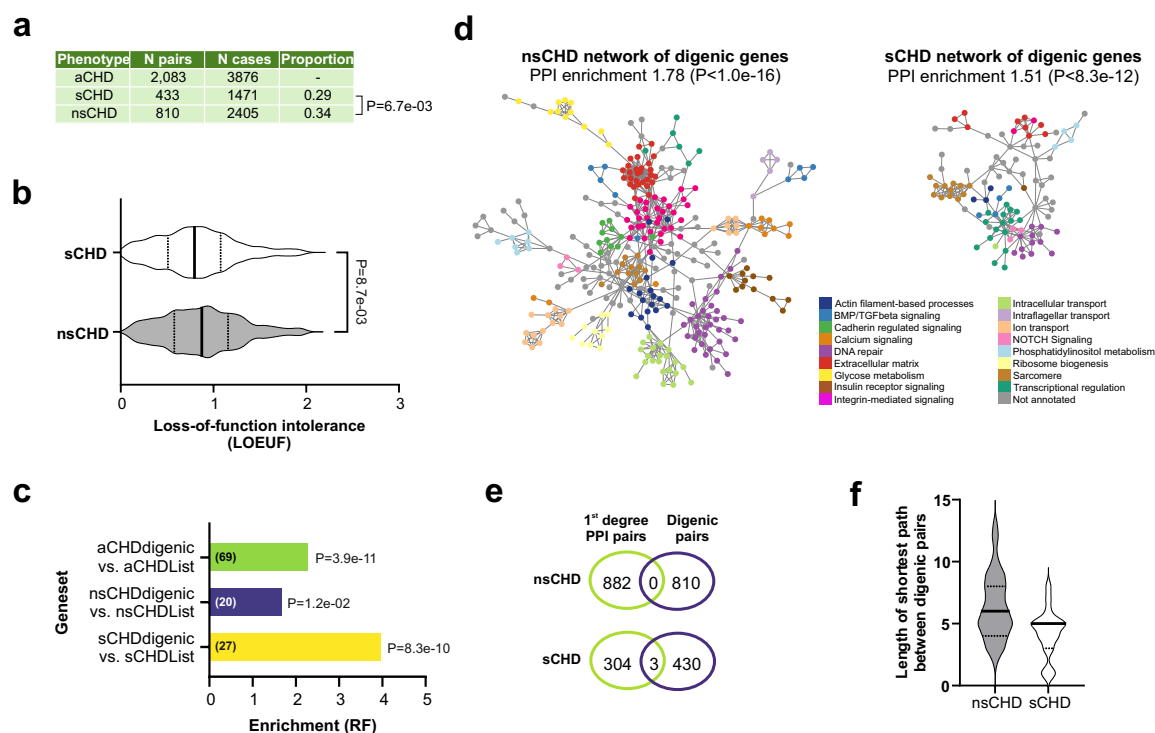 a
Phenotype N pairs N cases Proportion
aCHD 2,083 3876 -
sCHD 433 1471 0.29
nsCHD 810 2405 0.34
P=6.7e-03
b
sCHD
nsCHD
P=8.7e-03
0 1 2 3
Loss-of-function intolerance
(LOEUF)
c
Geneset
aCHDdigenic
vs. aCHDList
(69)
P=3.9e-11
nsCHDdigenic
vs. nsCHDList
(20)
P=1.2e-02
sCHDdigenic
vs. sCHDList
(27)
P=8.3e-10
0 1 2 3 4 5
Enrichment (RF)
d
nsCHD network of digenic genes
PPI enrichment 1.78 (P<1.0e-16)
sCHD network of digenic genes
PPI enrichment 1.51 (P<8.3e-12)
Actin filament-based processes
BMP/TGFbeta signaling
Cadherin regulated signaling
Calcium signaling
DNA repair
Extracellular matrix
Glycose metabolism
Insulin receptor signaling
Integrin-mediated signaling
Intracellular transport
Intraflagellar transport
Ion transport
NOTCH Signaling
Phosphatidylinositol metabolism
Ribosome biogenesis
Sarcomere
Transcriptional regulation
Not annotated
e
1st degree
PPI pairs
Digenic
pairs
nsCHD 882 0 810
sCHD 304 3 430
f
Length of shortest path
between digenic pairs
15
10
5
0
nsCHD sCHD